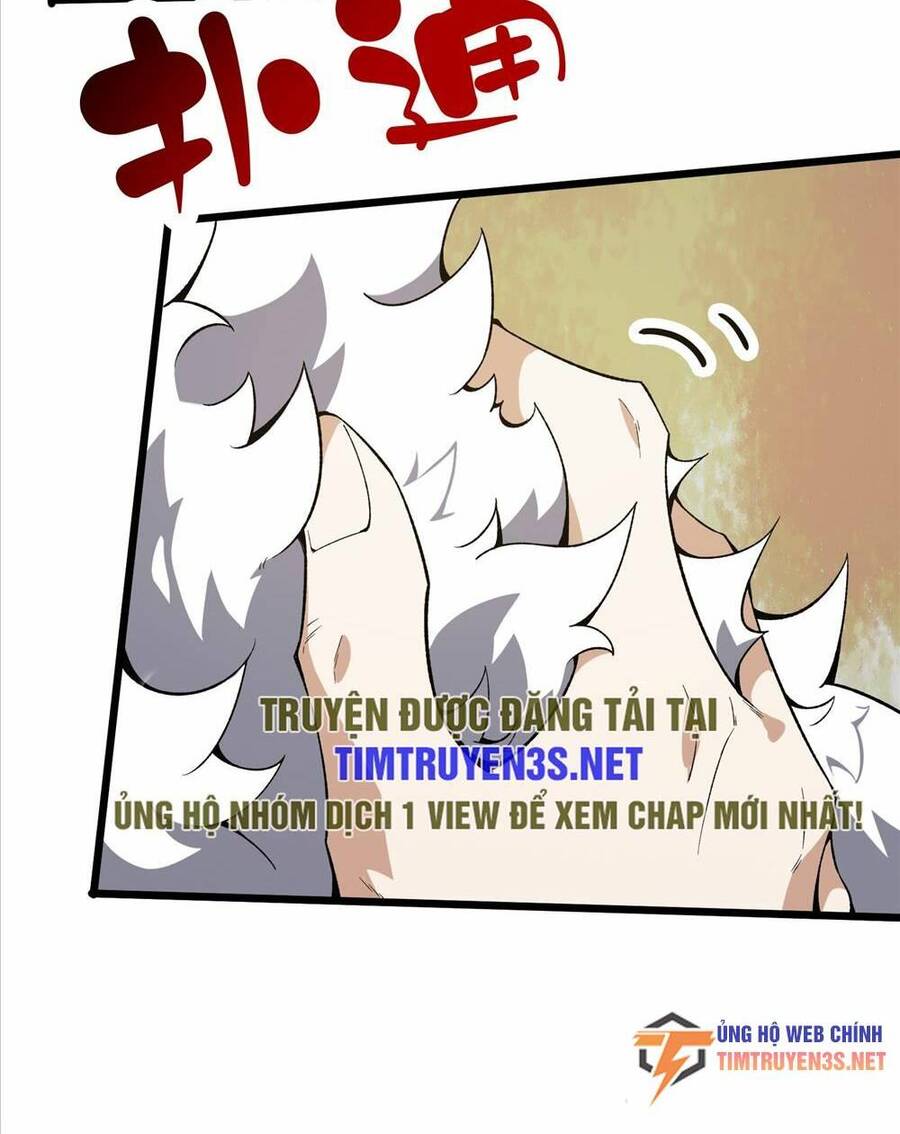 扑通
TRUYỆN ĐƯỢC ĐĂNG TẢI TẠI
TIMTRUYEN3S.NET
ỦNG HỘ NHÓM DỊCH 1 VIEW ĐỂ XEM CHAP MỚI NHẤT!
ỦNG HỘ WEB CHÍNH
TIMTRUYEN3S.NET